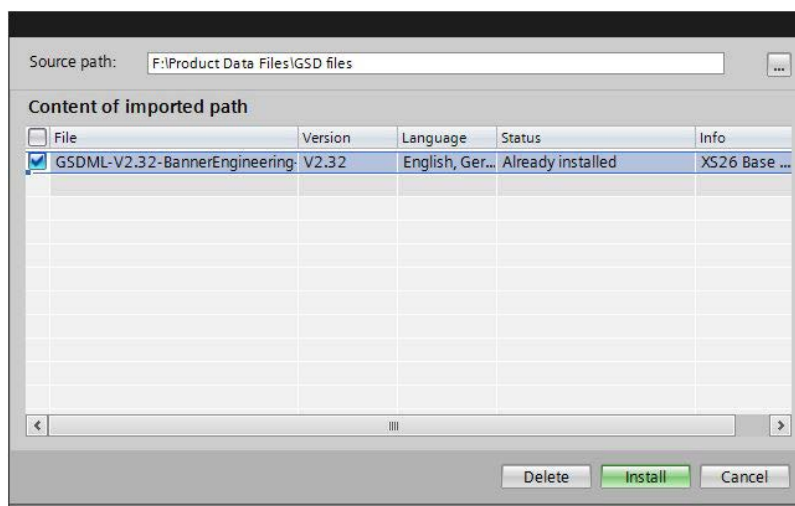 Source path: F:\Product Data Files\GSD files ...
Content of imported path
File Version Language Status Info
GSDML-V2.32-BannerEngineering- V2.32 English, Ger... Already installed XS26 Base ...
Delete Install Cancel